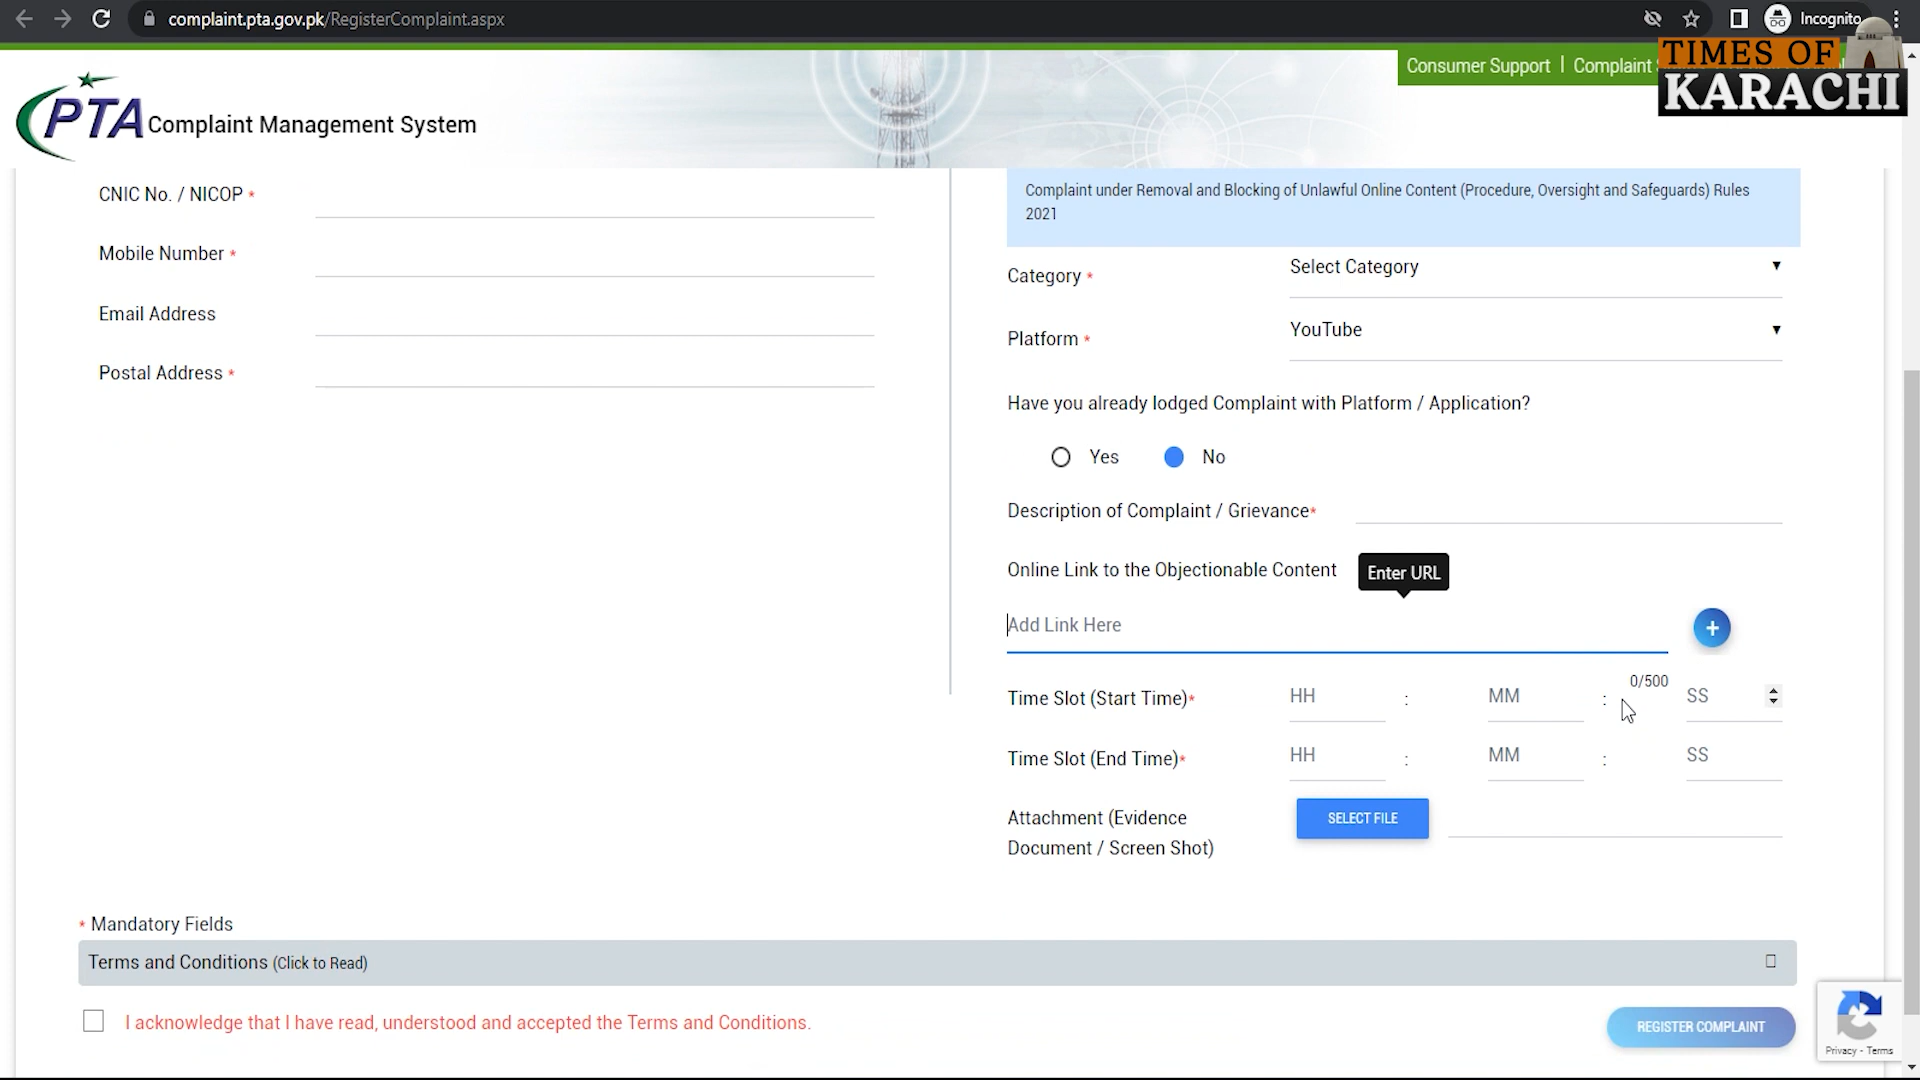 complaint.pta.gov.pk/RegisterComplaint.aspx
Incognito
Consumer Support | Complaint
TIMES OF
KARACHI
PTA Complaint Management System
CNIC No. / NICOP *
Mobile Number *
Email Address
Postal Address *
Complaint under Removal and Blocking of Unlawful Online Content (Procedure, Oversight and Safeguards) Rules
2021
Category *
Select Category
Platform *
YouTube
Have you already lodged Complaint with Platform / Application?
Yes
No
Description of Complaint / Grievance*
Online Link to the Objectionable Content
Enter URL
Add Link Here
+
0/500
Time Slot (Start Time)*
HH : MM : SS
Time Slot (End Time)*
HH : MM : SS
Attachment (Evidence
Document / Screen Shot)
SELECT FILE
* Mandatory Fields
Terms and Conditions (Click to Read)
I acknowledge that I have read, understood and accepted the Terms and Conditions.
REGISTER COMPLAINT
Privacy - Terms